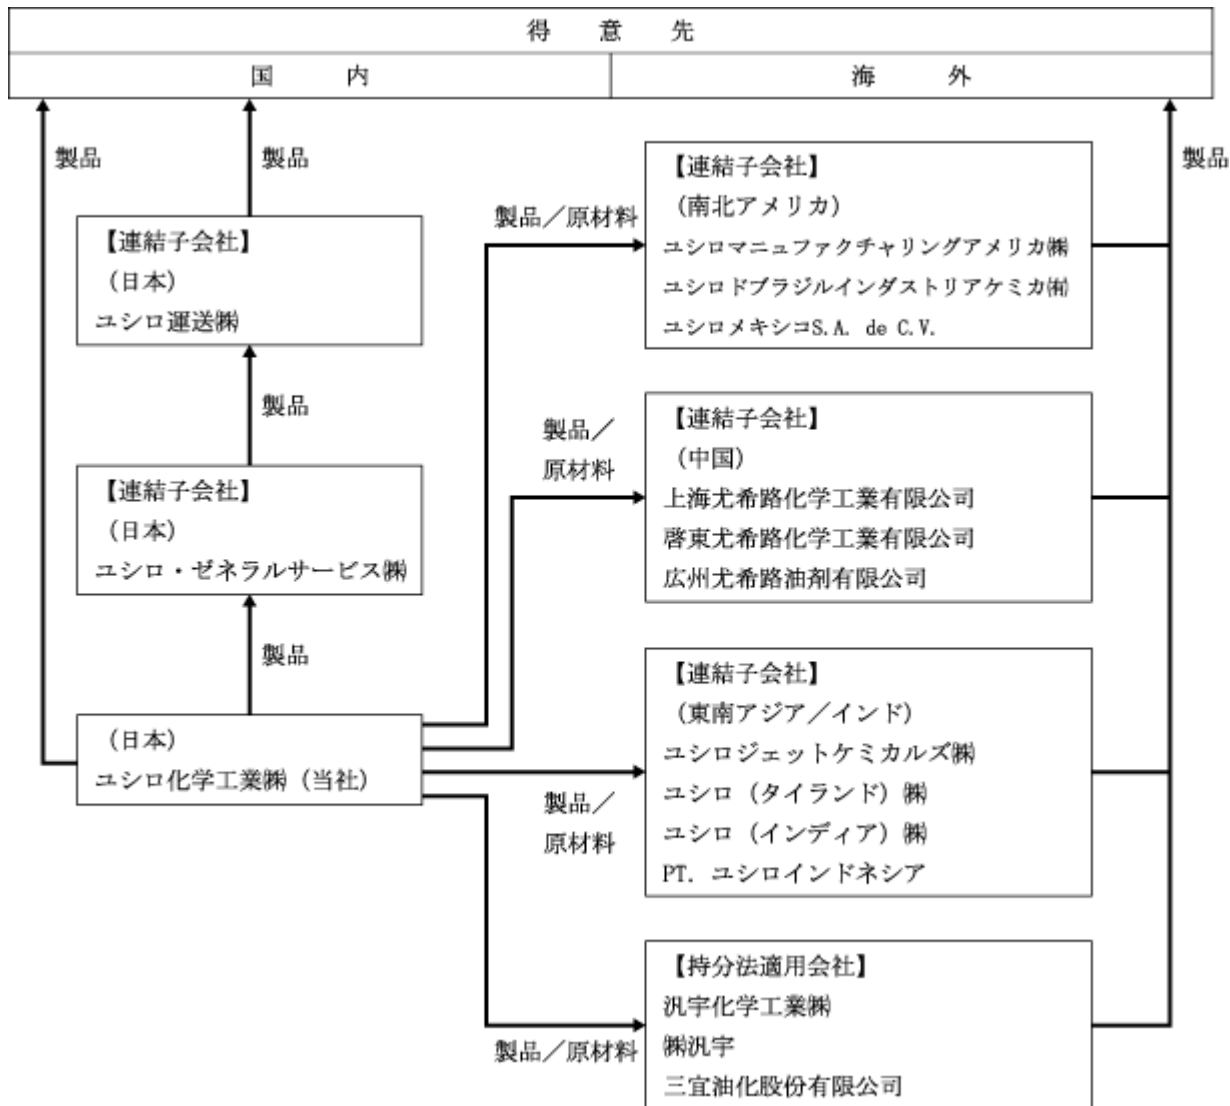 得意先
国内
海外
製品
製品
【連結子会社】
(日本)
ユシロ運送㈱
製品
【連結子会社】
(日本)
ユシロ・ゼネラルサービス㈱
製品
(日本)
ユシロ化学工業㈱(当社)
製品/原材料
【連結子会社】
(南北アメリカ)
ユシロマニュファクチャリングアメリカ㈱
ユシロドブラジルインダストリアケミカ㈲
ユシロメキシコS.A. de C.V.
製品/
原材料
【連結子会社】
(中国)
上海尤希路化学工業有限公司
啓東尤希路化学工業有限公司
広州尤希路油剤有限公司
製品/
原材料
【連結子会社】
(東南アジア/インド)
ユシロジェットケミカルズ㈱
ユシロ(タイランド)㈱
ユシロ(インディア)㈱
PT. ユシロインドネシア
製品/原材料
【持分法適用会社】
汎宇化学工業㈱
㈱汎宇
三宜油化股份有限公司
製品